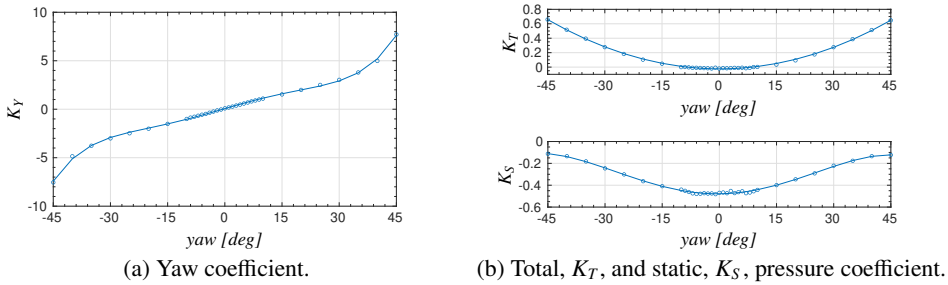 10
5
0
-5
-10
K_Y
-45 -30 -15 0 15 30 45
yaw [deg]
(a) Yaw coefficient.
0.8
0.6
0.4
0.2
0
K_T
-45 -30 -15 0 15 30 45
yaw [deg]
0
-0.2
-0.4
-0.6
K_S
-45 -30 -15 0 15 30 45
yaw [deg]
(b) Total, K_T, and static, K_S, pressure coefficient.